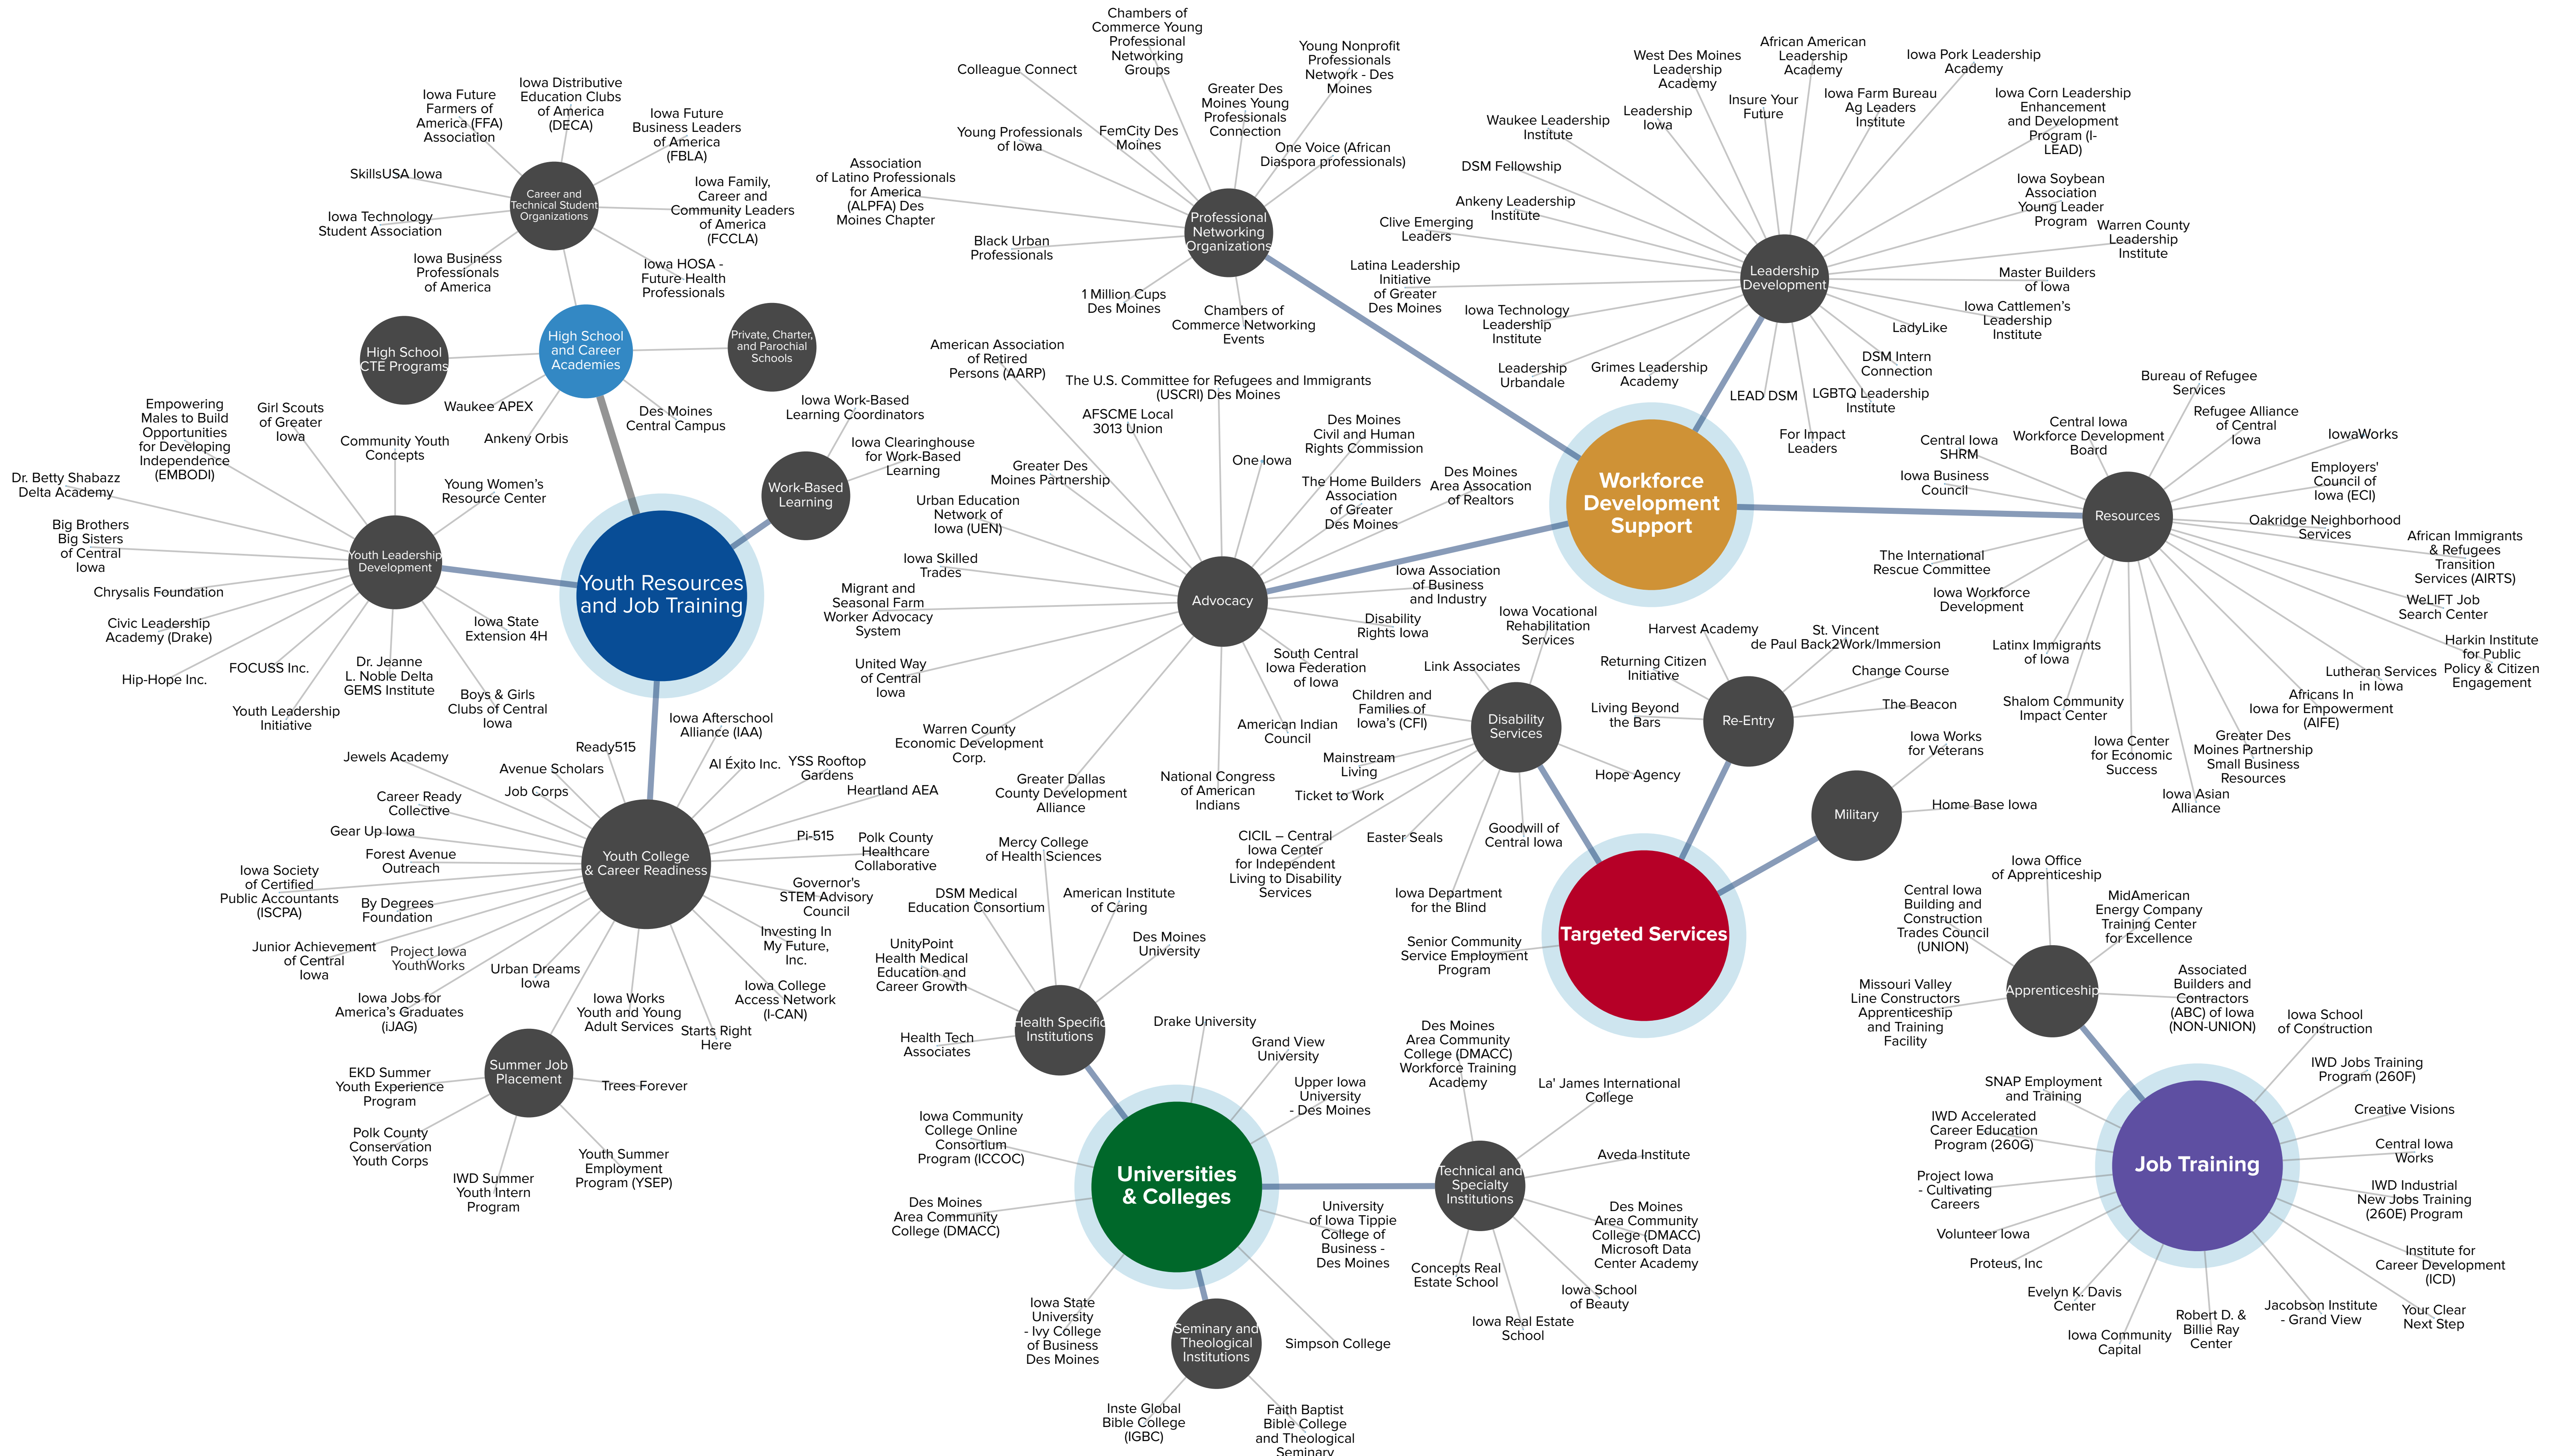 Iowa Future
Farmers of
America (FFA)
Association
Iowa Distributive
Education Clubs
of America
(DECA)
Iowa Future
Business Leaders
of America
(FBLA)
SkillsUSA Iowa
Iowa Technology
Student Association
Iowa Business
Professionals
of America
Career and
Technical Student
Organizations
Iowa Family,
Career and
Community Leaders
of America
(FCCLA)
Iowa HOSA -
Future Health
Professionals
High School
CTE Programs
High School
and Career
Academies
Private, Charter,
and Parochial
Schools
Waukee APEX
Ankeny Orbis
Des Moines
Central Campus
Iowa Work-Based
Learning Coordinators
Iowa Clearinghouse
for Work-Based
Learning
Work-Based
Learning
Empowering
Males to Build
Opportunities
for Developing
Independence
(EMBODI)
Girl Scouts
of Greater
Iowa
Community Youth
Concepts
Young Women’s
Resource Center
Dr. Betty Shabazz
Delta Academy
Big Brothers
Big Sisters
of Central
Iowa
Chrysalis Foundation
Civic Leadership
Academy (Drake)
Hip-Hope Inc.
FOCUSS Inc.
Youth Leadership
Initiative
Dr. Jeanne
L. Noble Delta
GEMS Institute
Boys & Girls
Clubs of Central
Iowa
Iowa State
Extension 4H
Youth Leadership
Development
Youth Resources
and Job Training
Jewels Academy
Ready515
Avenue Scholars
Job Corps
Iowa Afterschool
Alliance (IAA)
Al Éxito Inc.
YSS Rooftop
Gardens
Heartland AEA
Career Ready
Collective
Gear Up Iowa
Forest Avenue
Outreach
Iowa Society
of Certified
Public Accountants
(ISCPA)
By Degrees
Foundation
Junior Achievement
of Central
Iowa
Project Iowa
YouthWorks
Iowa Jobs for
America’s Graduates
(iJAG)
Urban Dreams
Iowa
Iowa Works
Youth and Young
Adult Services
Starts Right
Here
Iowa College
Access Network
(I-CAN)
Investing In
My Future,
Inc.
Governor's
STEM Advisory
Council
Polk County
Healthcare
Collaborative
Pi-515
Youth College
& Career Readiness
Summer Job
Placement
EKD Summer
Youth Experience
Program
Polk County
Conservation
Youth Corps
IWD Summer
Youth Intern
Program
Youth Summer
Employment
Program (YSEP)
Trees Forever
Chambers of
Commerce Young
Professional
Networking
Groups
Colleague Connect
Young Professionals
of Iowa
FemCity Des
Moines
Greater Des
Moines Young
Professionals
Connection
Young Nonprofit
Professionals
Network - Des
Moines
One Voice (African
Diaspora professionals)
Association
of Latino Professionals
for America
(ALPFA) Des
Moines Chapter
Black Urban
Professionals
1 Million Cups
Des Moines
Chambers of
Commerce Networking
Events
Professional
Networking
Organizations
West Des Moines
Leadership
Academy
African American
Leadership
Academy
Iowa Pork Leadership
Academy
Leadership
Iowa
Insure Your
Future
Iowa Farm Bureau
Ag Leaders
Institute
Iowa Corn Leadership
Enhancement
and Development
Program (I-
LEAD)
Waukee Leadership
Institute
DSM Fellowship
Ankeny Leadership
Institute
Clive Emerging
Leaders
Latina Leadership
Initiative
of Greater
Des Moines
Iowa Technology
Leadership
Institute
Leadership
Urbandale
Grimes Leadership
Academy
LEAD DSM
For Impact
Leaders
LGBTQ Leadership
Institute
DSM Intern
Connection
LadyLike
Iowa Cattlemen’s
Leadership
Institute
Master Builders
of Iowa
Warren County
Leadership
Institute
Iowa Soybean
Association
Young Leader
Program
Leadership
Development
American Association
of Retired
Persons (AARP)
The U.S. Committee for Refugees and Immigrants
(USCRI) Des Moines
AFSCME Local
3013 Union
Des Moines
Civil and Human
Rights Commission
One Iowa
Greater Des
Moines Partnership
The Home Builders
Association
of Greater
Des Moines
Des Moines
Area Assocation
of Realtors
Urban Education
Network of
Iowa (UEN)
Iowa Skilled
Trades
Migrant and
Seasonal Farm
Worker Advocacy
System
United Way
of Central
Iowa
Warren County
Economic Development
Corp.
Greater Dallas
County Development
Alliance
National Congress
of American
Indians
American Indian
Council
South Central
Iowa Federation
of Iowa
Disability
Rights Iowa
Iowa Association
of Business
and Industry
Advocacy
Workforce
Development
Support
Bureau of Refugee
Services
Refugee Alliance
of Central
Iowa
IowaWorks
Central Iowa
Workforce Development
Board
Central Iowa
SHRM
Iowa Business
Council
Employers'
Council of
Iowa (ECI)
Oakridge Neighborhood
Services
African Immigrants
& Refugees
Transition
Services (AIRTS)
WeLIFT Job
Search Center
Harkin Institute
for Public
Policy & Citizen
Engagement
Lutheran Services
in Iowa
Africans In
Iowa for Empowerment
(AIFE)
Greater Des
Moines Partnership
Small Business
Resources
Iowa Asian
Alliance
Iowa Center
for Economic
Success
Shalom Community
Impact Center
Latinx Immigrants
of Iowa
Iowa Workforce
Development
The International
Rescue Committee
Resources
Iowa Vocational
Rehabilitation
Services
Link Associates
Children and
Families of
Iowa’s (CFI)
Mainstream
Living
Ticket to Work
CICIL – Central
Iowa Center
for Independent
Living to Disability
Services
Easter Seals
Iowa Department
for the Blind
Goodwill of
Central Iowa
Hope Agency
Disability
Services
Harvest Academy
St. Vincent
de Paul Back2Work/Immersion
Returning Citizen
Initiative
Change Course
Living Beyond
the Bars
The Beacon
Re-Entry
Iowa Works
for Veterans
Home Base Iowa
Military
Senior Community
Service Employment
Program
Targeted Services
Mercy College
of Health Sciences
DSM Medical
Education Consortium
American Institute
of Caring
Des Moines
University
UnityPoint
Health Medical
Education and
Career Growth
Health Tech
Associates
Health Specific
Institutions
Drake University
Grand View
University
Upper Iowa
University
- Des Moines
Iowa Community
College Online
Consortium
Program (ICCOC)
Des Moines
Area Community
College (DMACC)
Iowa State
University
- Ivy College
of Business
Des Moines
Simpson College
University
of Iowa Tippie
College of
Business -
Des Moines
Universities
& Colleges
Seminary and
Theological
Institutions
Inste Global
Bible College
(IGBC)
Faith Baptist
Bible College
and Theological
Seminary
Des Moines
Area Community
College (DMACC)
Workforce Training
Academy
La' James International
College
Aveda Institute
Des Moines
Area Community
College (DMACC)
Microsoft Data
Center Academy
Iowa School
of Beauty
Iowa Real Estate
School
Concepts Real
Estate School
Technical and
Specialty
Institutions
Iowa Office
of Apprenticeship
Central Iowa
Building and
Construction
Trades Council
(UNION)
MidAmerican
Energy Company
Training Center
for Excellence
Missouri Valley
Line Constructors
Apprenticeship
and Training
Facility
Associated
Builders and
Contractors
(ABC) of Iowa
(NON-UNION)
Apprenticeship
Iowa School
of Construction
IWD Jobs Training
Program (260F)
Creative Visions
Central Iowa
Works
IWD Industrial
New Jobs Training
(260E) Program
Institute for
Career Development
(ICD)
Your Clear
Next Step
Jacobson Institute
- Grand View
Robert D. &
Billie Ray
Center
Iowa Community
Capital
Evelyn K. Davis
Center
Proteus, Inc
Volunteer Iowa
Project Iowa
- Cultivating
Careers
IWD Accelerated
Career Education
Program (260G)
SNAP Employment
and Training
Job Training